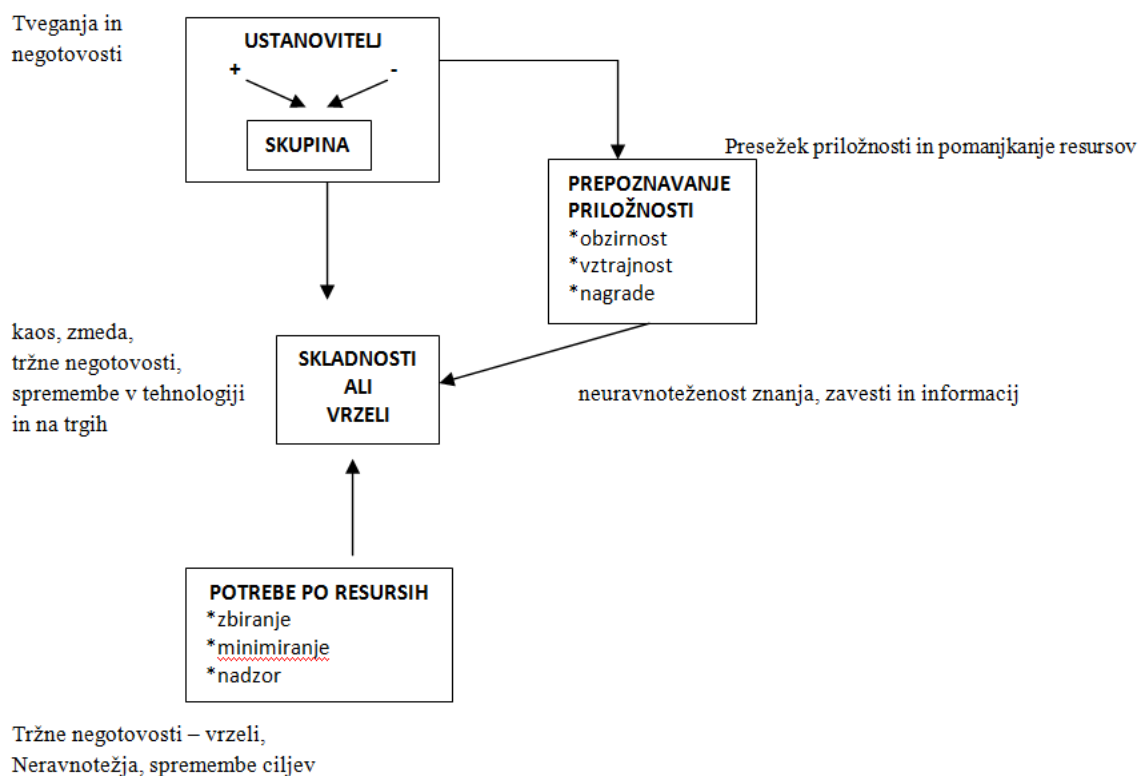 Tveganja in
negotovosti
USTANOVITELJ
+ -
SKUPINA
Presežek priložnosti in pomanjkanje resursov
PREPOZNAVANJE
PRILOŽNOSTI
*obzirnost
*vztrajnost
*nagrade
kaos, zmeda,
tržne negotovosti,
spremembe v tehnologiji
in na trgih
SKLADNOSTI
ALI
VRZELI
neuravnoteženost znanja, zavesti in informacij
POTREBE PO RESURSIH
*zbiranje
*minimiranje
*nadzor
Tržne negotovosti – vrzeli,
Neravnotežja, spremembe ciljev